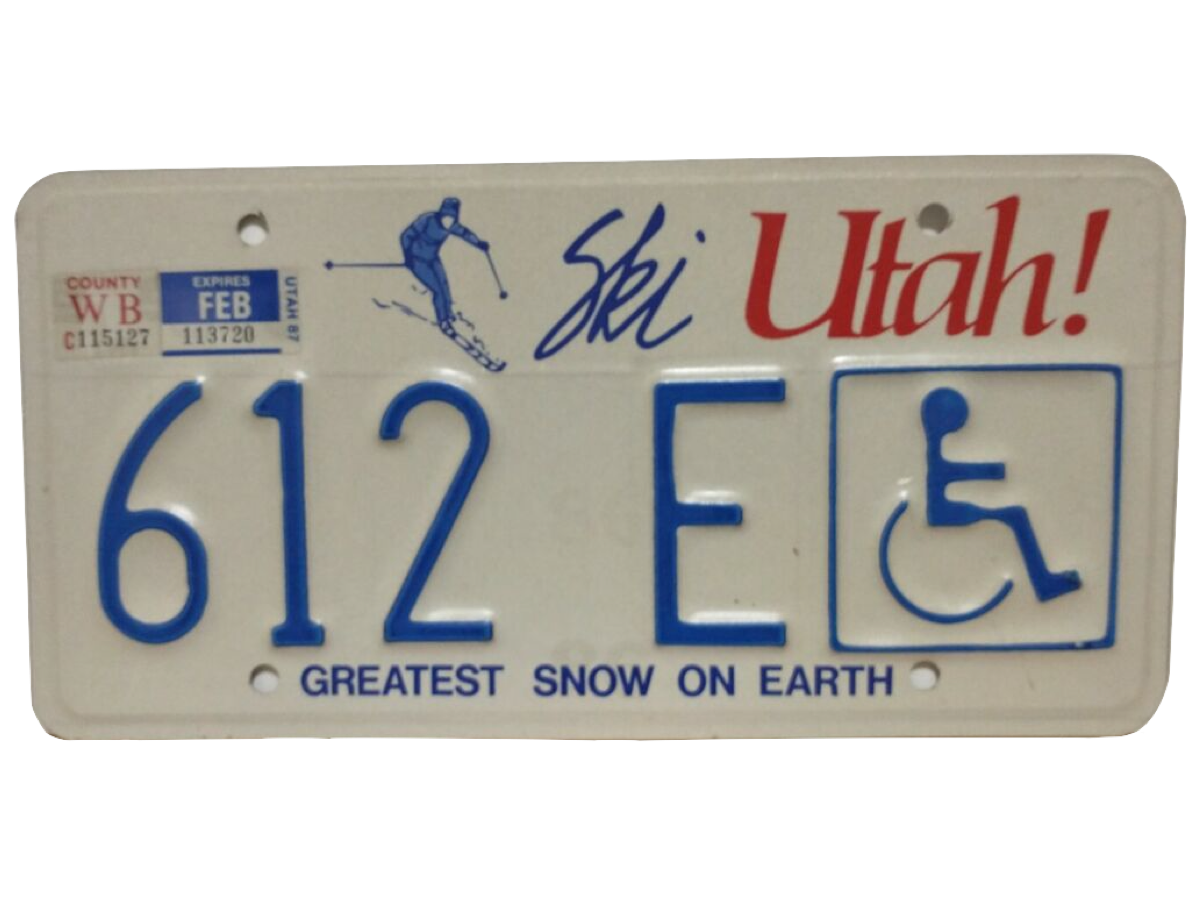 Ski Utah!
COUNTY
WB
C115127
EXPIRES
FEB
113720
UTAH 87
612 E
GREATEST SNOW ON EARTH